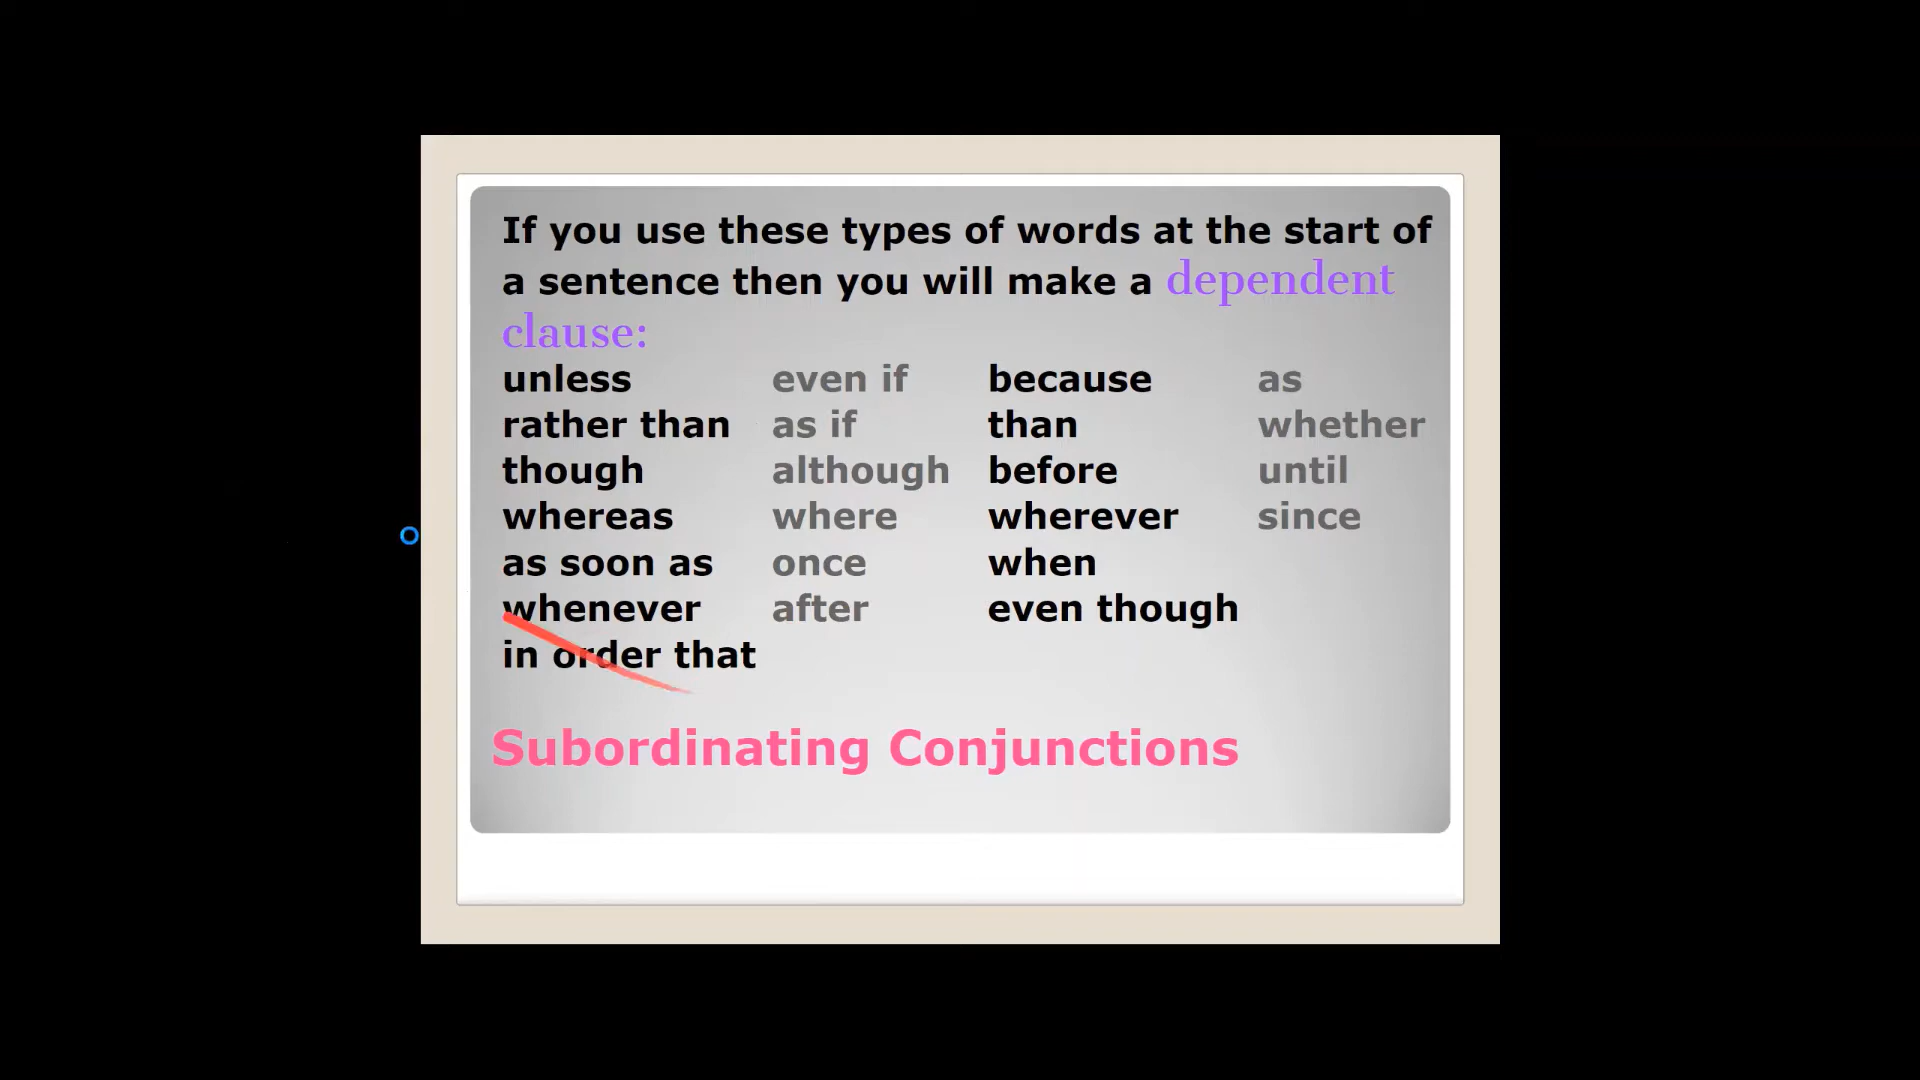 If you use these types of words at the start of
a sentence then you will make a dependent
clause:
unless even if because as
rather than as if than whether
though although before until
whereas where wherever since
as soon as once when
whenever after even though
in order that
Subordinating Conjunctions